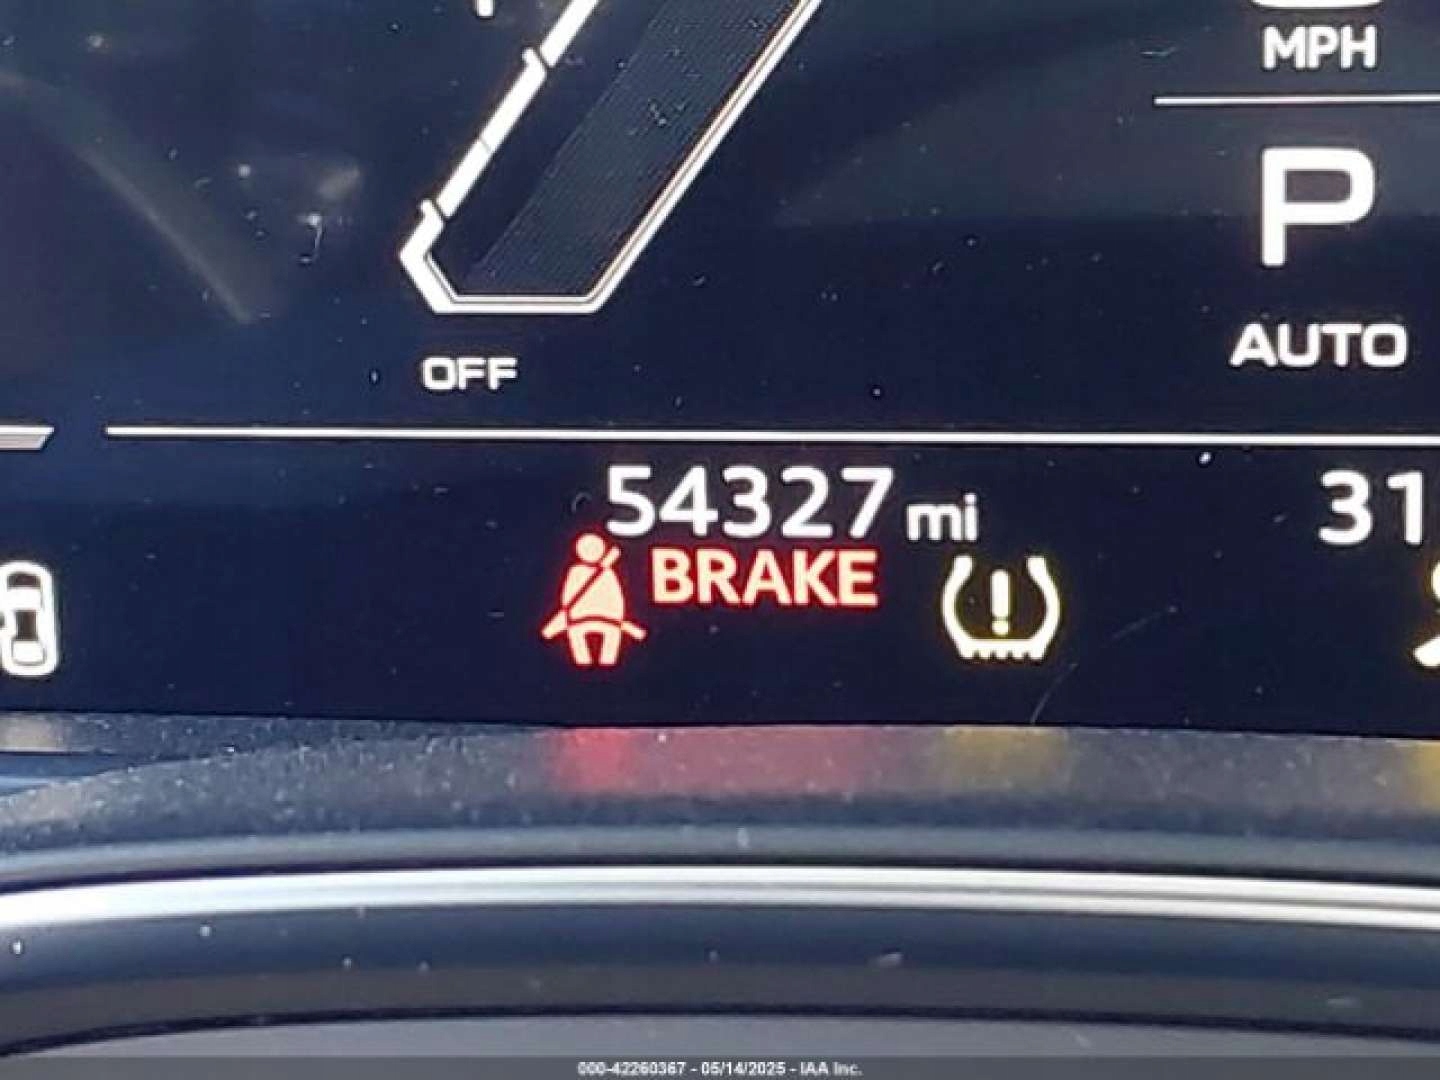 MPH
P
AUTO
OFF
54327 mi
31
BRAKE
000-42260367 - 05/14/2025 - IAA Inc.